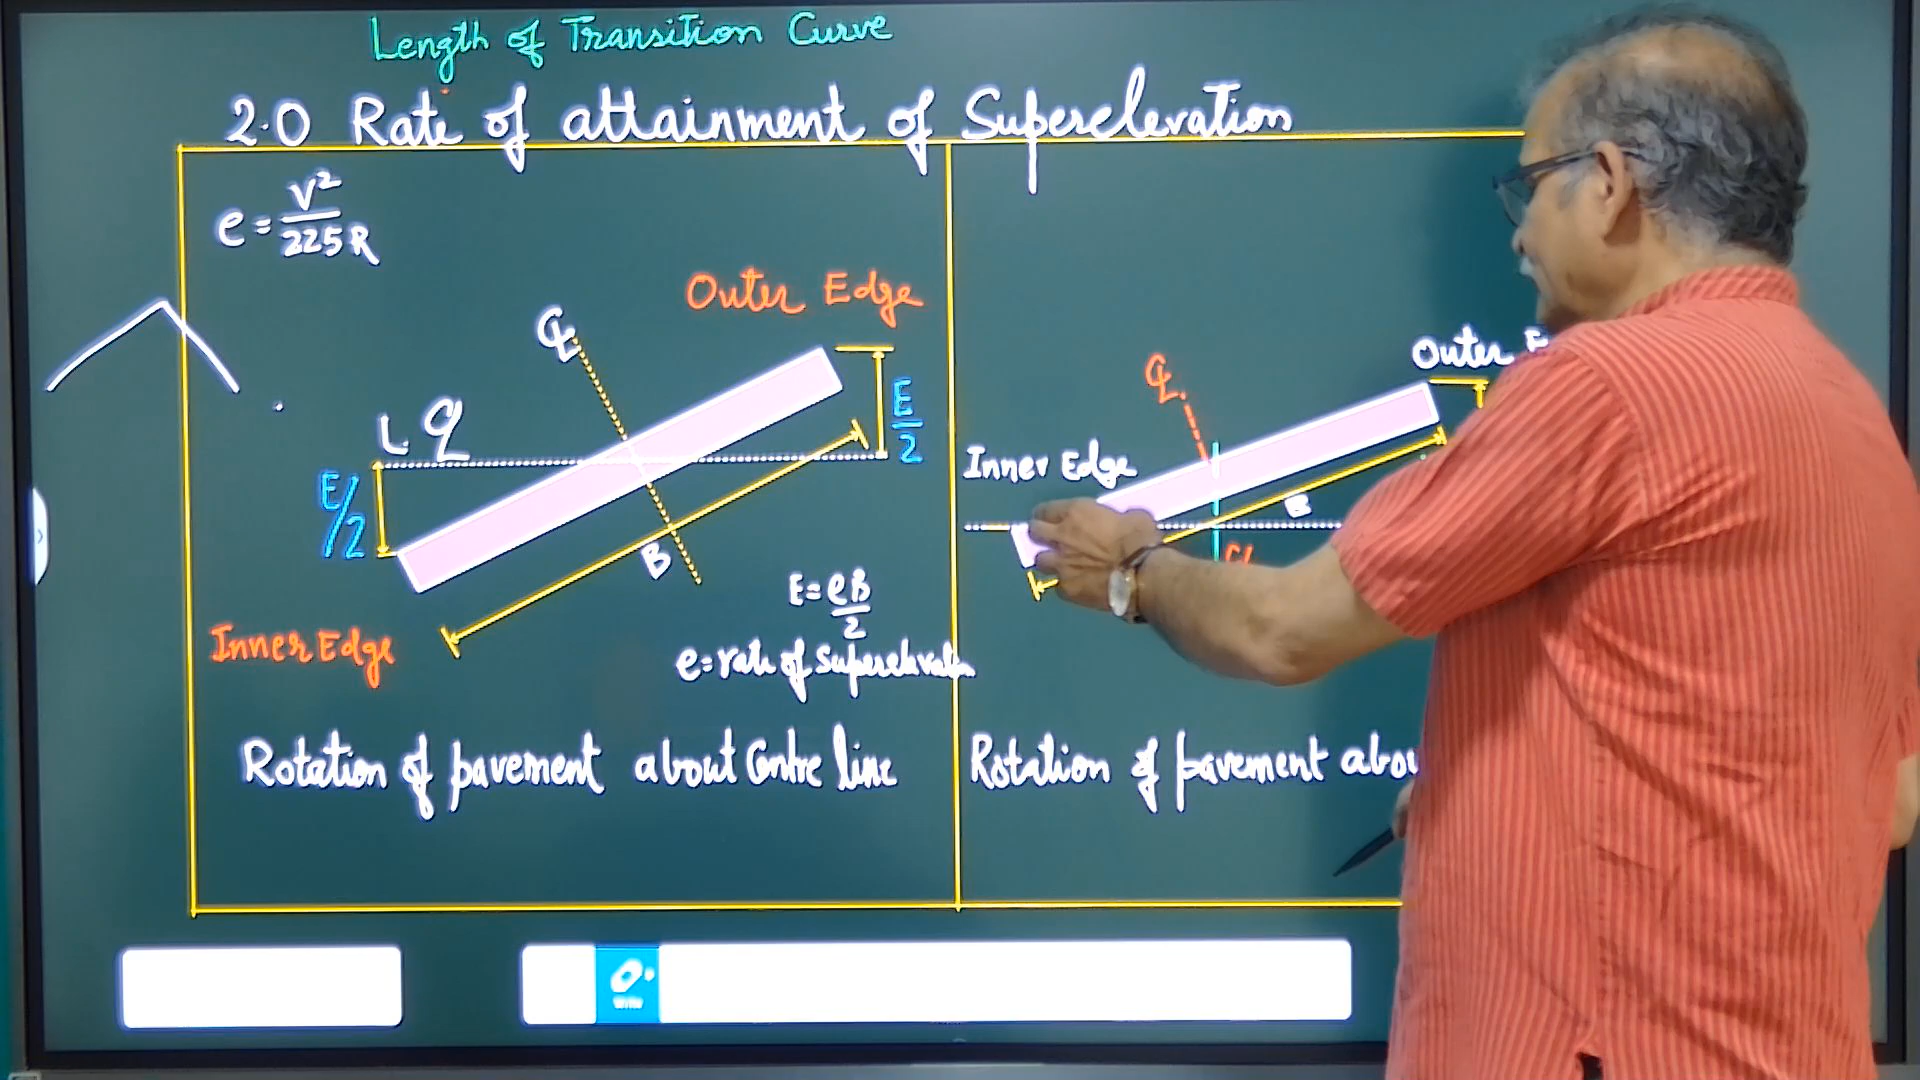 Length of Transition Curve
2.0 Rate of attainment of Superelevation
e = V²/225R
Outer Edge
℄
E/2
L.
E/2
B
E = eB/2
e = rate of Superelevation
Inner Edge
Rotation of pavement about Centre line
Outer E
℄
Inner Edge
Rotation of pavement abou
Write